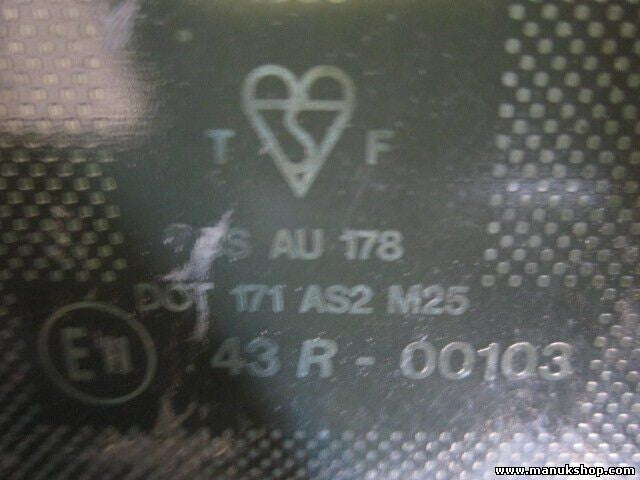 T S F
AU 178
DOT 171 AS2 M25
E11 43 R - 00103
www.manukshop.com